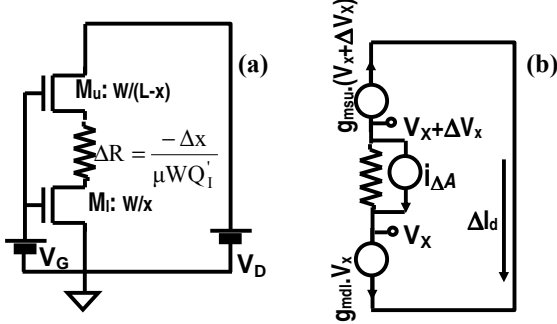 (a)
Mu: W/(L-x)
ΔR = -Δx / μWQ'I
Ml: W/x
VG
VD
(b)
gmsu.(Vx+ΔVx)
Vx+ΔVx
iΔA
ΔId
Vx
gmdl.Vx